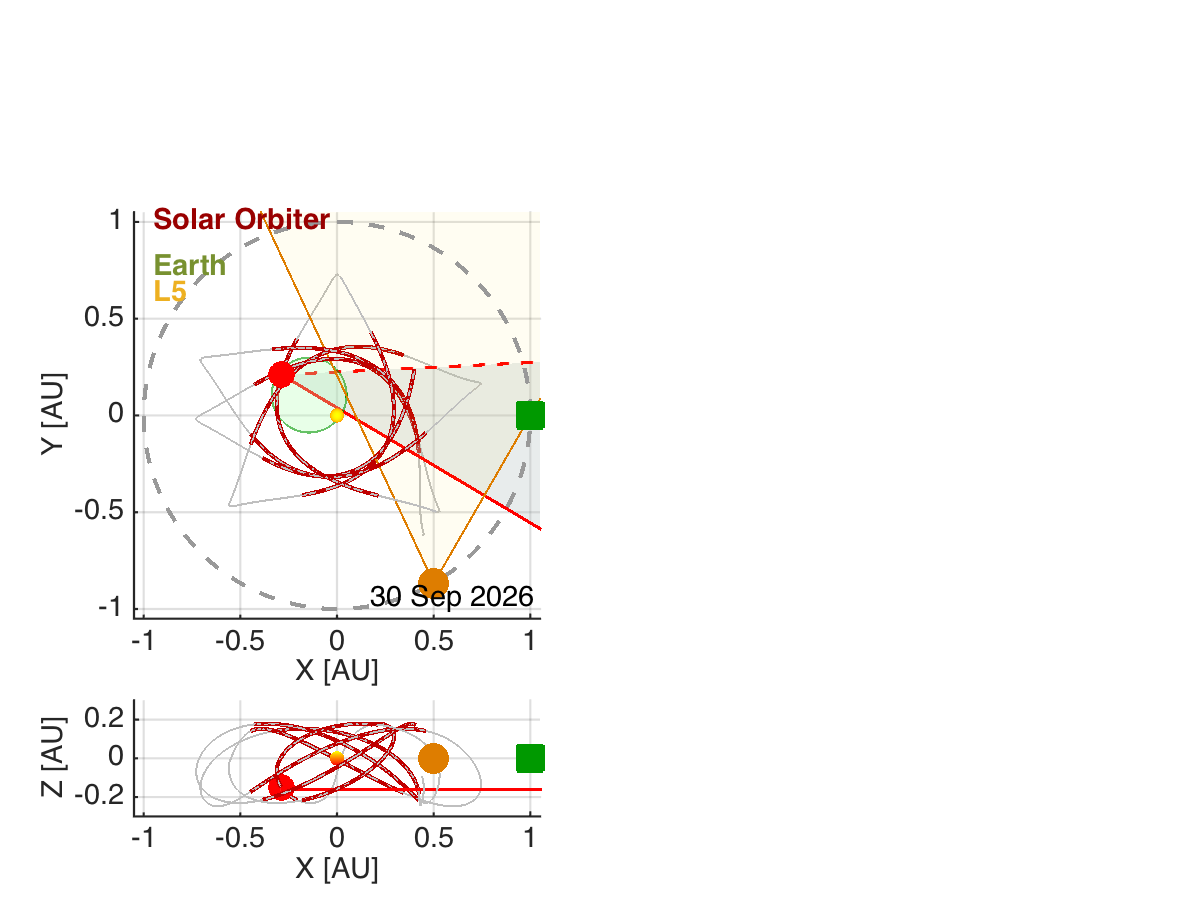 Solar Orbiter
Earth
L5
1
0.5
0
-0.5
-1
Y [AU]
30 Sep 2026
-1 -0.5 0 0.5 1
X [AU]
0.2
0
-0.2
Z [AU]
-1 -0.5 0 0.5 1
X [AU]